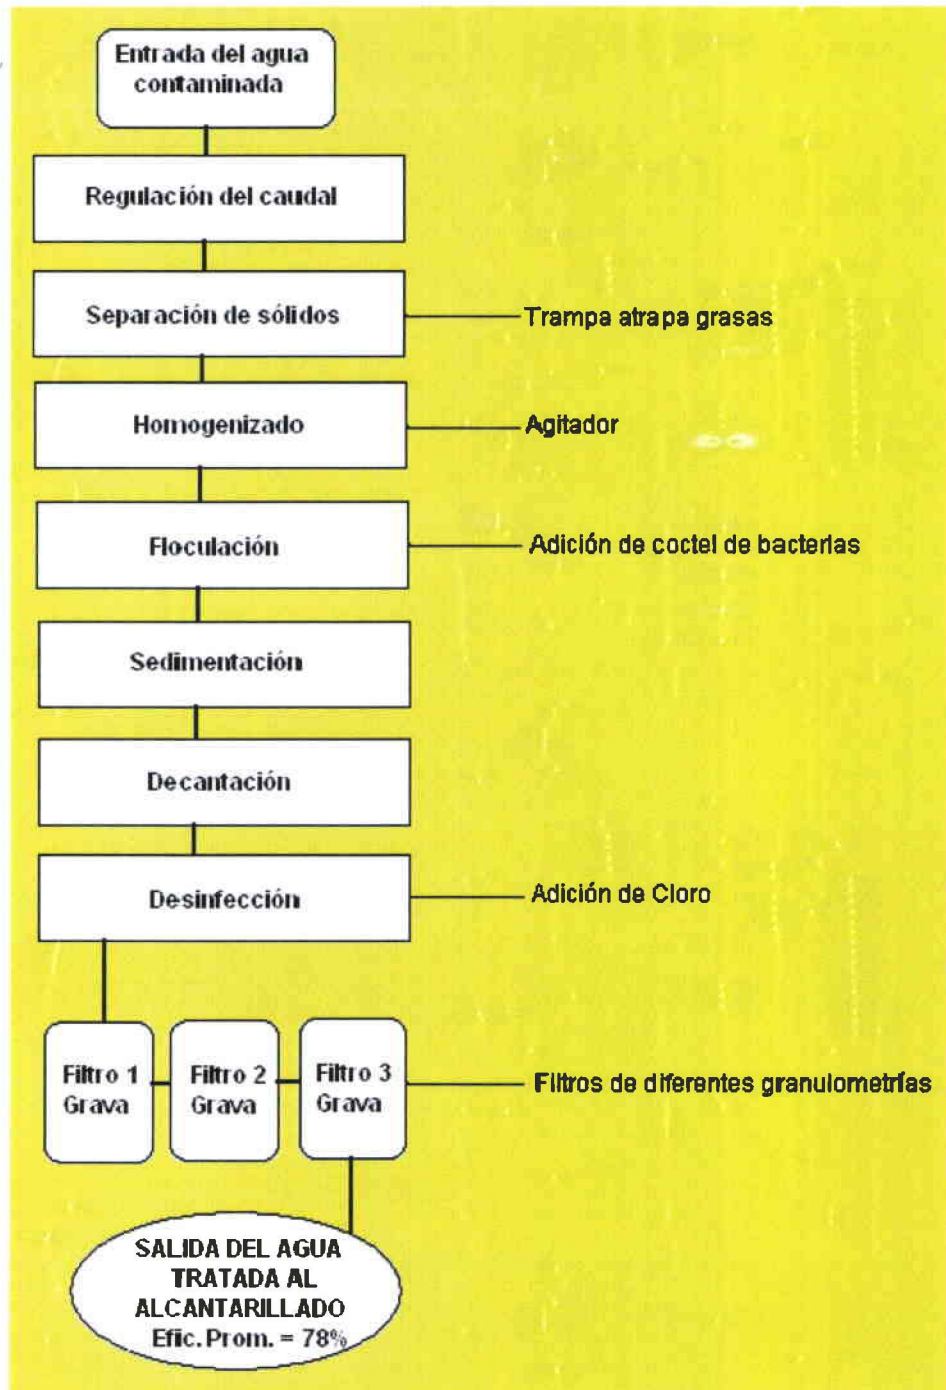 Entrada del agua
contaminada
Regulación del caudal
Separación de sólidos
Trampa atrapa grasas
Homogenizado
Agitador
Floculación
Adición de coctel de bacterias
Sedimentación
Decantación
Desinfección
Adición de Cloro
Filtro 1
Grava
Filtro 2
Grava
Filtro 3
Grava
Filtros de diferentes granulometrías
SALIDA DEL AGUA
TRATADA AL
ALCANTARILLADO
Efic. Prom. = 78%